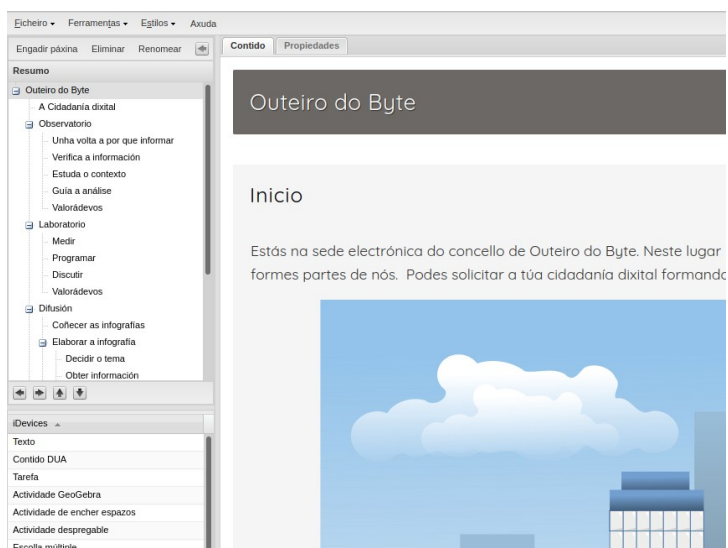 Ficheiro Ferramentas Estilos Axuda
Engadir páxina Eliminar Renomear
Resumo
Outeiro do Byte
A Cidadanía dixital
Observatorio
Unha volta a por que informar
Verifica a información
Estuda o contexto
Guía a análise
Valorádevos
Laboratorio
Medir
Programar
Discutir
Valorádevos
Difusión
Coñecer as infografías
Elaborar a infografía
Decidir o tema
Obter información
iDevices
Texto
Contido DUA
Tarefa
Actividade GeoGebra
Actividade de encher espazos
Actividade despregable
Escolla múltiple
Contido Propiedades
Outeiro do Byte
Inicio
Estás na sede electrónica do concello de Outeiro do Byte. Neste lugar
formes partes de nós. Podes solicitar a túa cidadanía dixital formando